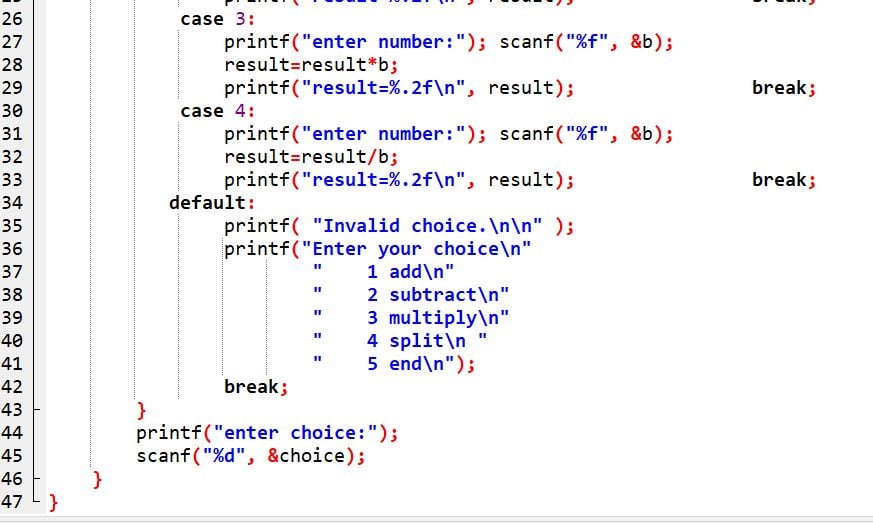 26 case 3:
27 printf("enter number:"); scanf("%f", &b);
28 result=result*b;
29 printf("result=%.2f\n", result); break;
30 case 4:
31 printf("enter number:"); scanf("%f", &b);
32 result=result/b;
33 printf("result=%.2f\n", result); break;
34 default:
35 printf( "Invalid choice.\n\n" );
36 printf("Enter your choice\n"
37 " 1 add\n"
38 " 2 subtract\n"
39 " 3 multiply\n"
40 " 4 split\n "
41 " 5 end\n");
42 break;
43 }
44 printf("enter choice:");
45 scanf("%d", &choice);
46 }
47 }